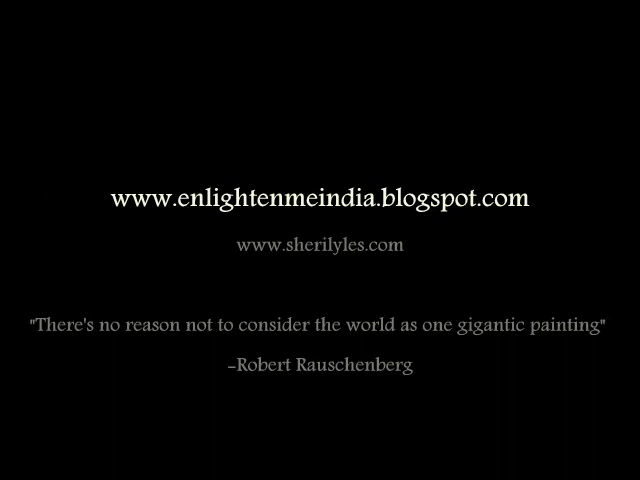 www.enlightenmeindia.blogspot.com
www.sherilyles.com
"There's no reason not to consider the world as one gigantic painting"
-Robert Rauschenberg